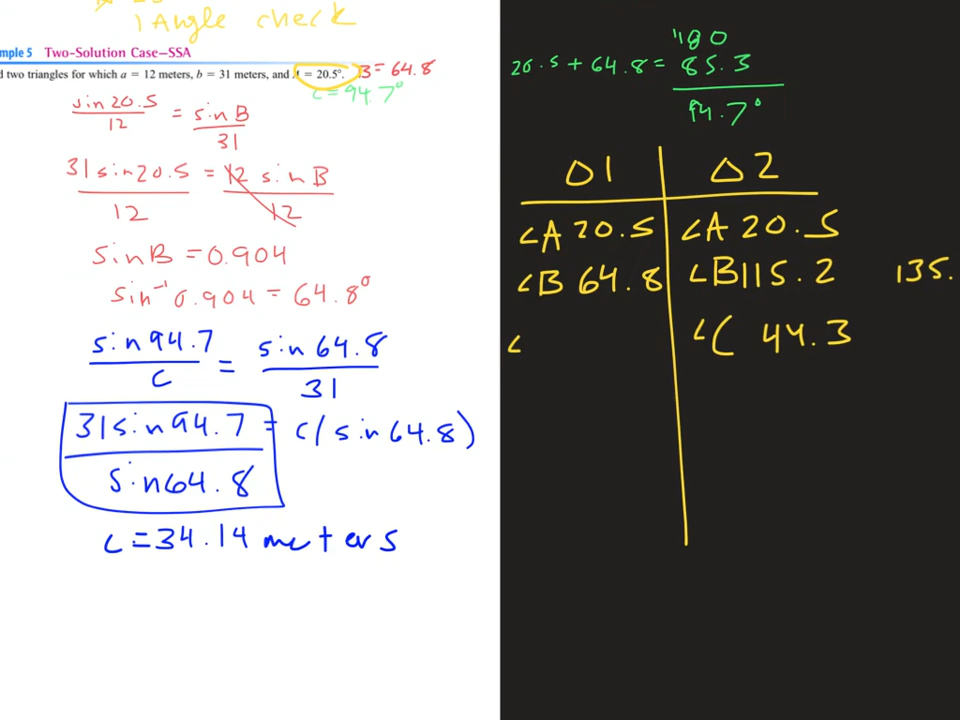 1 Angle check
mple 5 Two-Solution Case—SSA
d two triangles for which a = 12 meters, b = 31 meters, and = 20.5°. B = 64.8
C = 94.7°
sin 20.5 / 12 = sin B / 31
31 sin 20.5 / 12 = 12 sin B / 12
sin B = 0.904
sin⁻¹ 0.904 = 64.8°
sin 94.7 / c = sin 64.8 / 31
31 sin 94.7 / sin 64.8 = c (sin 64.8)
c = 34.14 meters
180
20.5 + 64.8 = 85.3
94.7°
△1 △2
∠A 20.5 ∠A 20.5
∠B 64.8 ∠B 115.2 135.
∠ ∠C 44.3